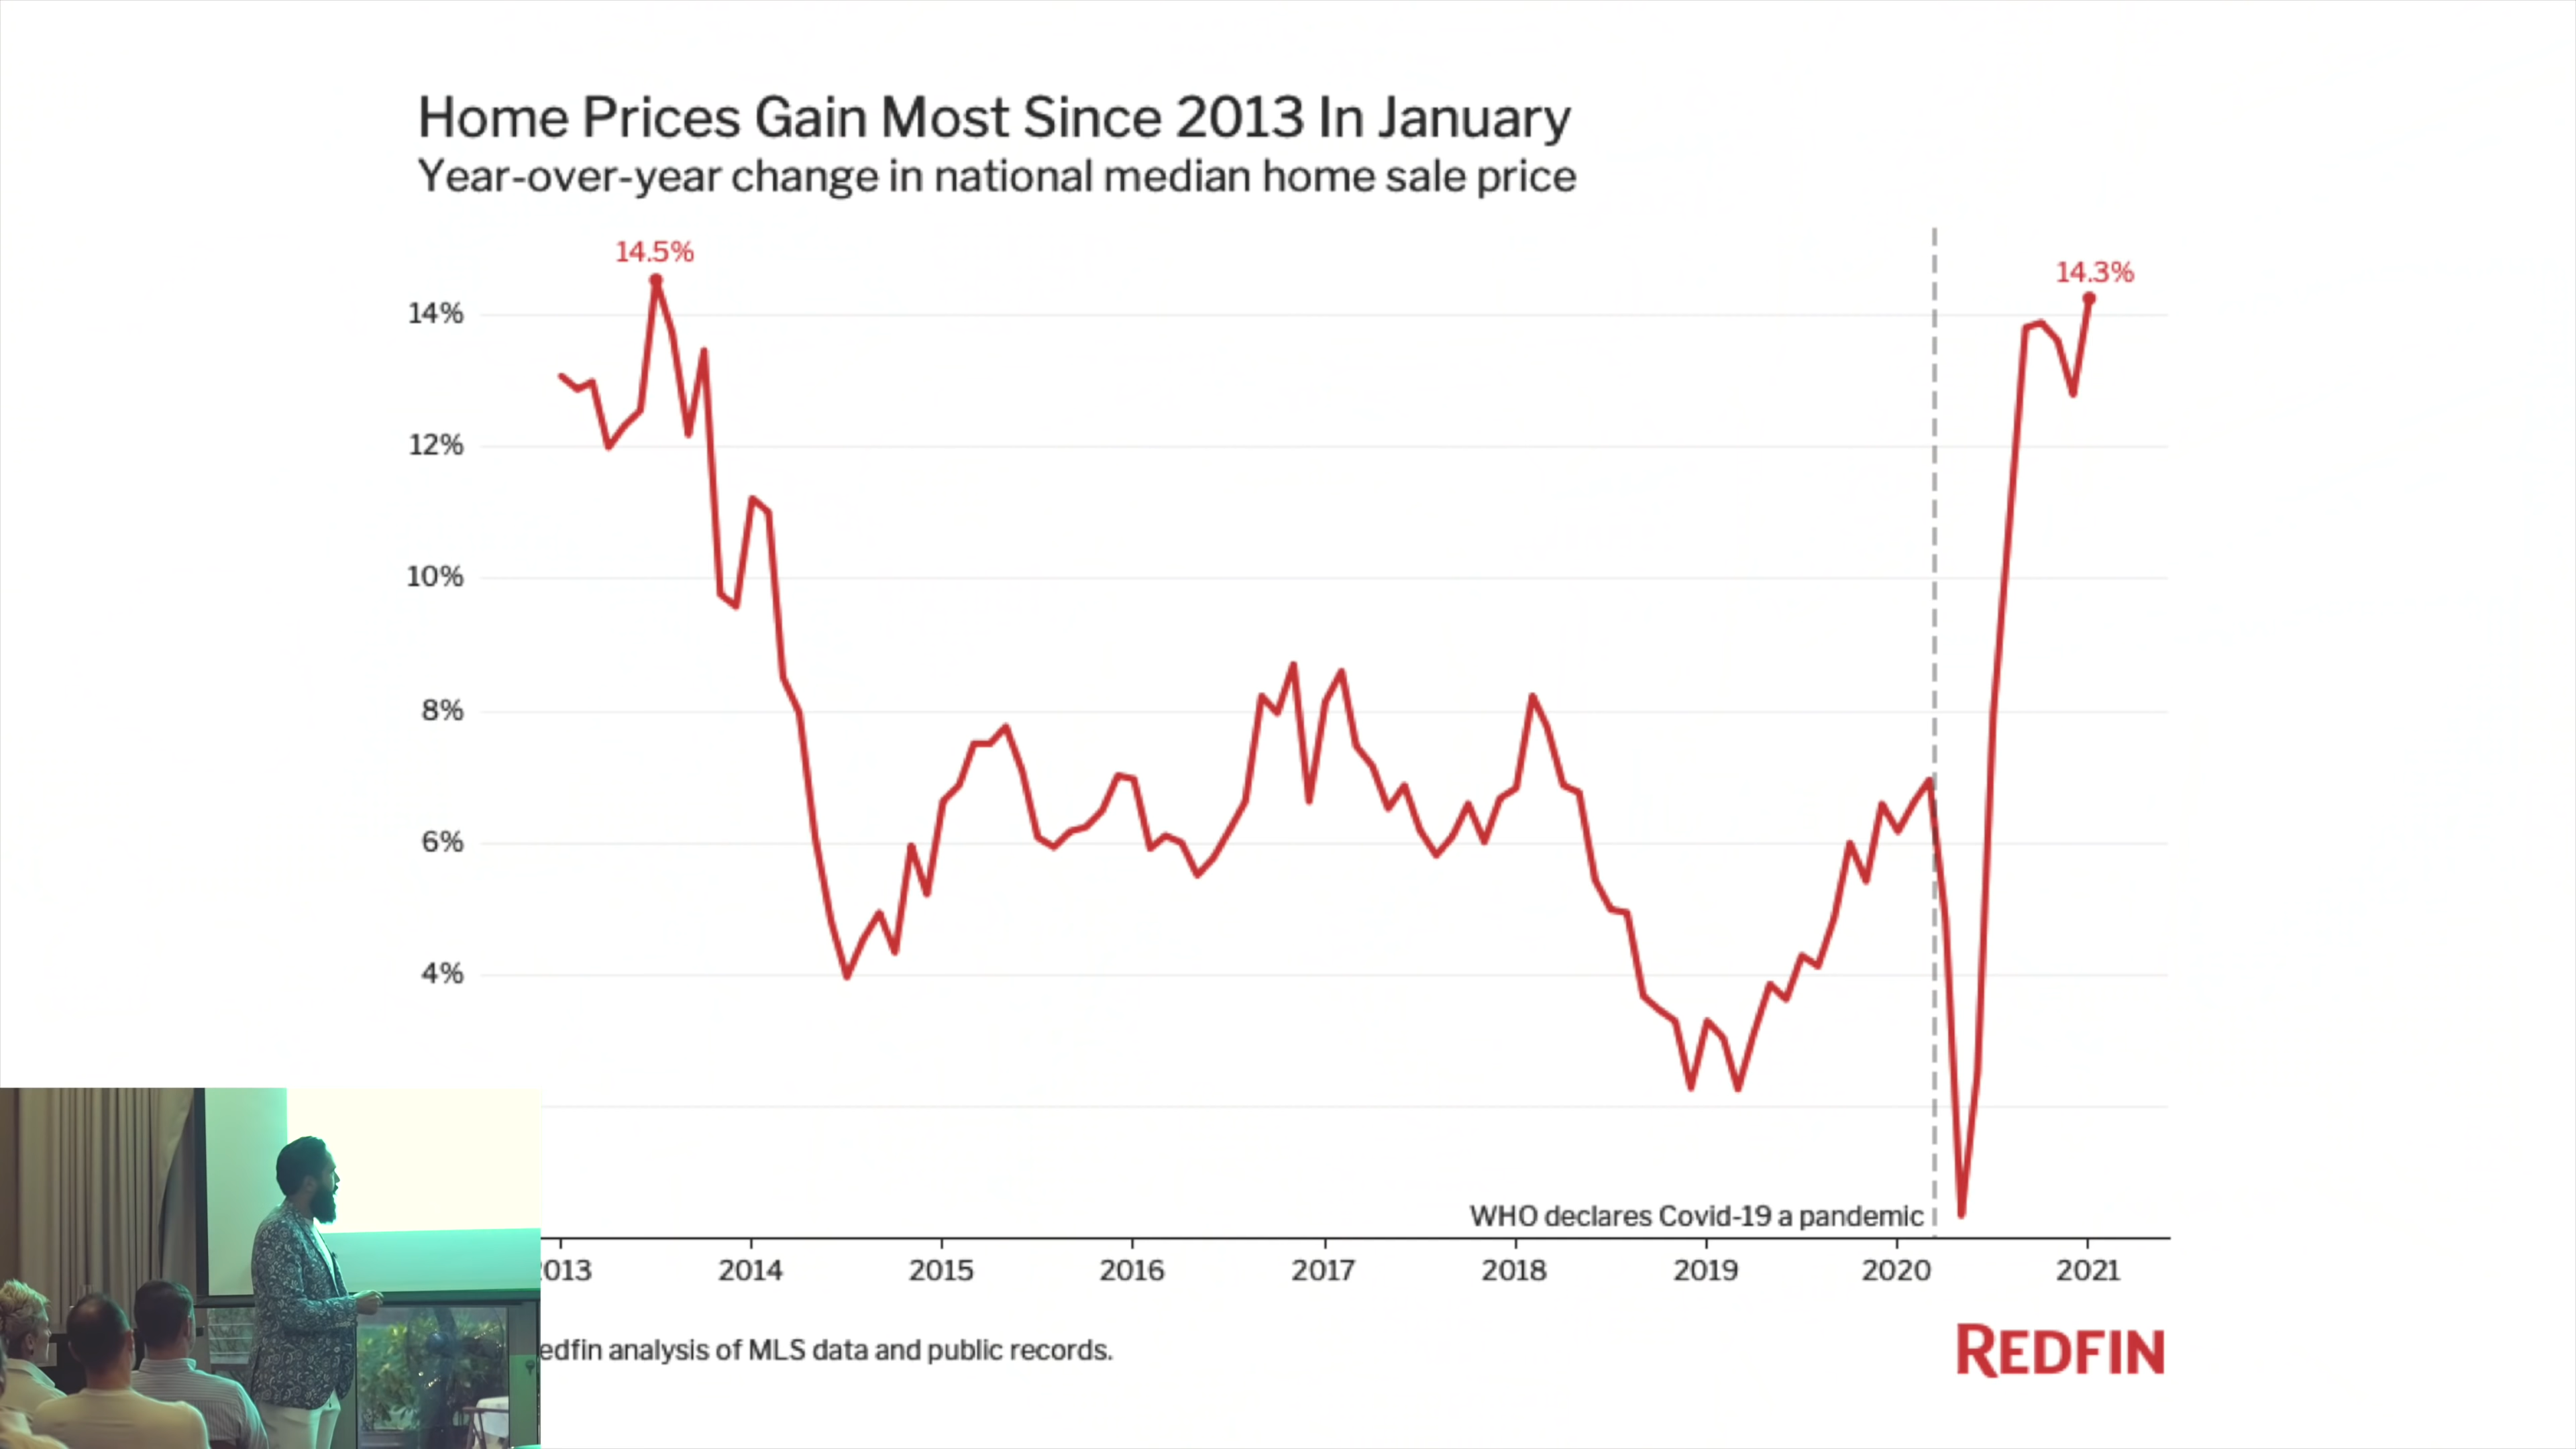 Home Prices Gain Most Since 2013 In January
Year-over-year change in national median home sale price
14.5%
14.3%
14%
12%
10%
8%
6%
4%
WHO declares Covid-19 a pandemic
013 2014 2015 2016 2017 2018 2019 2020 2021
edfin analysis of MLS data and public records.
REDFIN